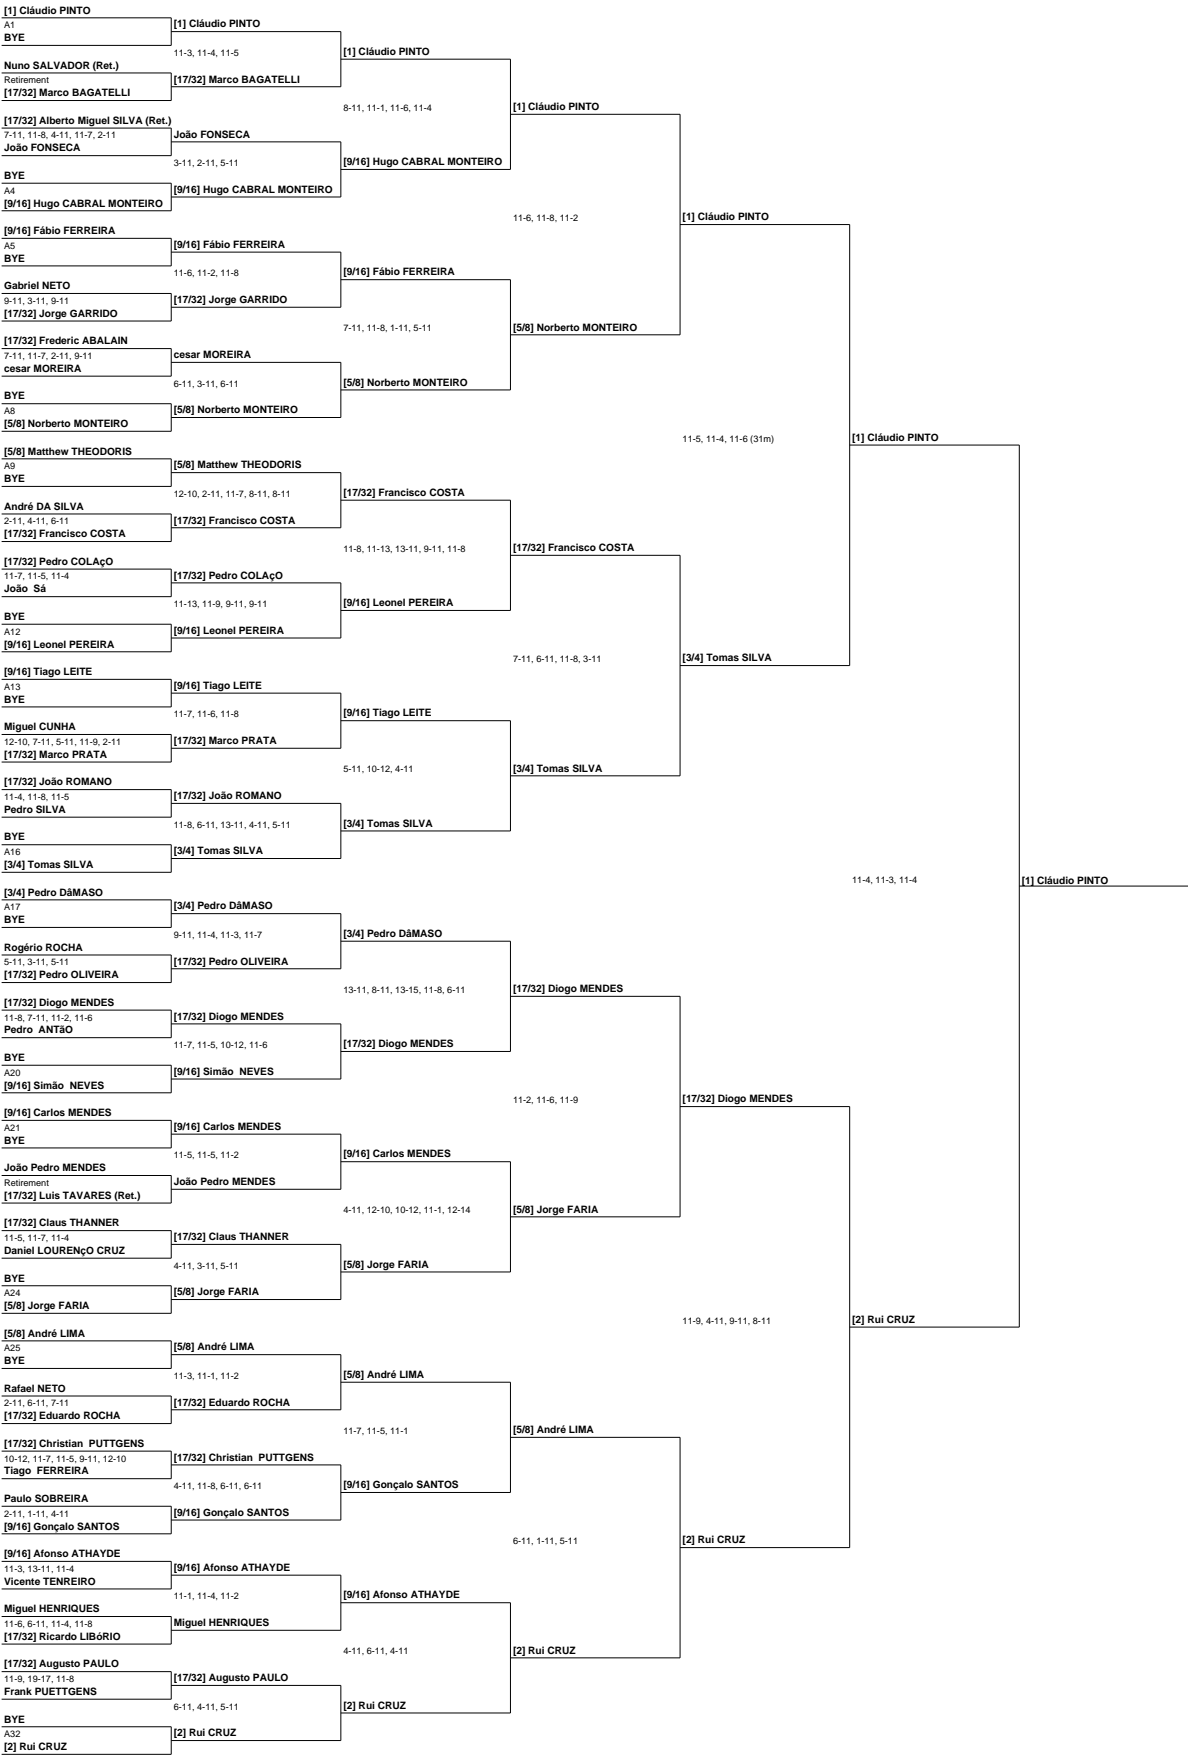 [1] Cláudio PINTO
A1
BYE
Nuno SALVADOR (Ret.)
Retirement
[17/32] Marco BAGATELLI
[17/32] Alberto Miguel SILVA (Ret.)
7-11, 11-8, 4-11, 11-7, 2-11
João FONSECA
BYE
A4
[9/16] Hugo CABRAL MONTEIRO
[9/16] Fábio FERREIRA
A5
BYE
Gabriel NETO
9-11, 3-11, 9-11
[17/32] Jorge GARRIDO
[17/32] Frederic ABALAIN
7-11, 11-7, 2-11, 9-11
cesar MOREIRA
BYE
A8
[5/8] Norberto MONTEIRO
[5/8] Matthew THEODORIS
A9
BYE
André DA SILVA
2-11, 4-11, 6-11
[17/32] Francisco COSTA
[17/32] Pedro COLAçO
11-7, 11-5, 11-4
João  Sá
BYE
A12
[9/16] Leonel PEREIRA
[9/16] Tiago LEITE
A13
BYE
Miguel CUNHA
12-10, 7-11, 5-11, 11-9, 2-11
[17/32] Marco PRATA
[17/32] João ROMANO
11-4, 11-8, 11-5
Pedro SILVA
BYE
A16
[3/4] Tomas SILVA
[3/4] Pedro DâMASO
A17
BYE
Rogério ROCHA
5-11, 3-11, 5-11
[17/32] Pedro OLIVEIRA
[17/32] Diogo MENDES
11-8, 7-11, 11-2, 11-6
Pedro  ANTãO
BYE
A20
[9/16] Simão  NEVES
[9/16] Carlos MENDES
A21
BYE
João Pedro MENDES
Retirement
[17/32] Luis TAVARES (Ret.)
[17/32] Claus THANNER
11-5, 11-7, 11-4
Daniel LOURENçO CRUZ
BYE
A24
[5/8] Jorge FARIA
[5/8] André LIMA
A25
BYE
Rafael NETO
2-11, 6-11, 7-11
[17/32] Eduardo ROCHA
[17/32] Christian  PUTTGENS
10-12, 11-7, 11-5, 9-11, 12-10
Tiago  FERREIRA
Paulo SOBREIRA
2-11, 1-11, 4-11
[9/16] Gonçalo SANTOS
[9/16] Afonso ATHAYDE
11-3, 13-11, 11-4
Vicente TENREIRO
Miguel HENRIQUES
11-6, 6-11, 11-4, 11-8
[17/32] Ricardo LIBóRIO
[17/32] Augusto PAULO
11-9, 19-17, 11-8
Frank PUETTGENS
BYE
A32
[2] Rui CRUZ
[1] Cláudio PINTO
11-3, 11-4, 11-5
[17/32] Marco BAGATELLI
João FONSECA
3-11, 2-11, 5-11
[9/16] Hugo CABRAL MONTEIRO
[9/16] Fábio FERREIRA
11-6, 11-2, 11-8
[17/32] Jorge GARRIDO
cesar MOREIRA
6-11, 3-11, 6-11
[5/8] Norberto MONTEIRO
[5/8] Matthew THEODORIS
12-10, 2-11, 11-7, 8-11, 8-11
[17/32] Francisco COSTA
[17/32] Pedro COLAçO
11-13, 11-9, 9-11, 9-11
[9/16] Leonel PEREIRA
[9/16] Tiago LEITE
11-7, 11-6, 11-8
[17/32] Marco PRATA
[17/32] João ROMANO
11-8, 6-11, 13-11, 4-11, 5-11
[3/4] Tomas SILVA
[3/4] Pedro DâMASO
9-11, 11-4, 11-3, 11-7
[17/32] Pedro OLIVEIRA
[17/32] Diogo MENDES
11-7, 11-5, 10-12, 11-6
[9/16] Simão  NEVES
[9/16] Carlos MENDES
11-5, 11-5, 11-2
João Pedro MENDES
[17/32] Claus THANNER
4-11, 3-11, 5-11
[5/8] Jorge FARIA
[5/8] André LIMA
11-3, 11-1, 11-2
[17/32] Eduardo ROCHA
[17/32] Christian  PUTTGENS
4-11, 11-8, 6-11, 6-11
[9/16] Gonçalo SANTOS
[9/16] Afonso ATHAYDE
11-1, 11-4, 11-2
Miguel HENRIQUES
[17/32] Augusto PAULO
6-11, 4-11, 5-11
[2] Rui CRUZ
[1] Cláudio PINTO
8-11, 11-1, 11-6, 11-4
[9/16] Hugo CABRAL MONTEIRO
[9/16] Fábio FERREIRA
7-11, 11-8, 1-11, 5-11
[5/8] Norberto MONTEIRO
[17/32] Francisco COSTA
11-8, 11-13, 13-11, 9-11, 11-8
[9/16] Leonel PEREIRA
[9/16] Tiago LEITE
5-11, 10-12, 4-11
[3/4] Tomas SILVA
[3/4] Pedro DâMASO
13-11, 8-11, 13-15, 11-8, 6-11
[17/32] Diogo MENDES
[9/16] Carlos MENDES
4-11, 12-10, 10-12, 11-1, 12-14
[5/8] Jorge FARIA
[5/8] André LIMA
11-7, 11-5, 11-1
[9/16] Gonçalo SANTOS
[9/16] Afonso ATHAYDE
4-11, 6-11, 4-11
[2] Rui CRUZ
[1] Cláudio PINTO
11-6, 11-8, 11-2
[5/8] Norberto MONTEIRO
[17/32] Francisco COSTA
7-11, 6-11, 11-8, 3-11
[3/4] Tomas SILVA
[17/32] Diogo MENDES
11-2, 11-6, 11-9
[5/8] Jorge FARIA
[5/8] André LIMA
6-11, 1-11, 5-11
[2] Rui CRUZ
[1] Cláudio PINTO
11-5, 11-4, 11-6 (31m)
[3/4] Tomas SILVA
[17/32] Diogo MENDES
11-9, 4-11, 9-11, 8-11
[2] Rui CRUZ
[1] Cláudio PINTO
11-4, 11-3, 11-4
[2] Rui CRUZ
[1] Cláudio PINTO